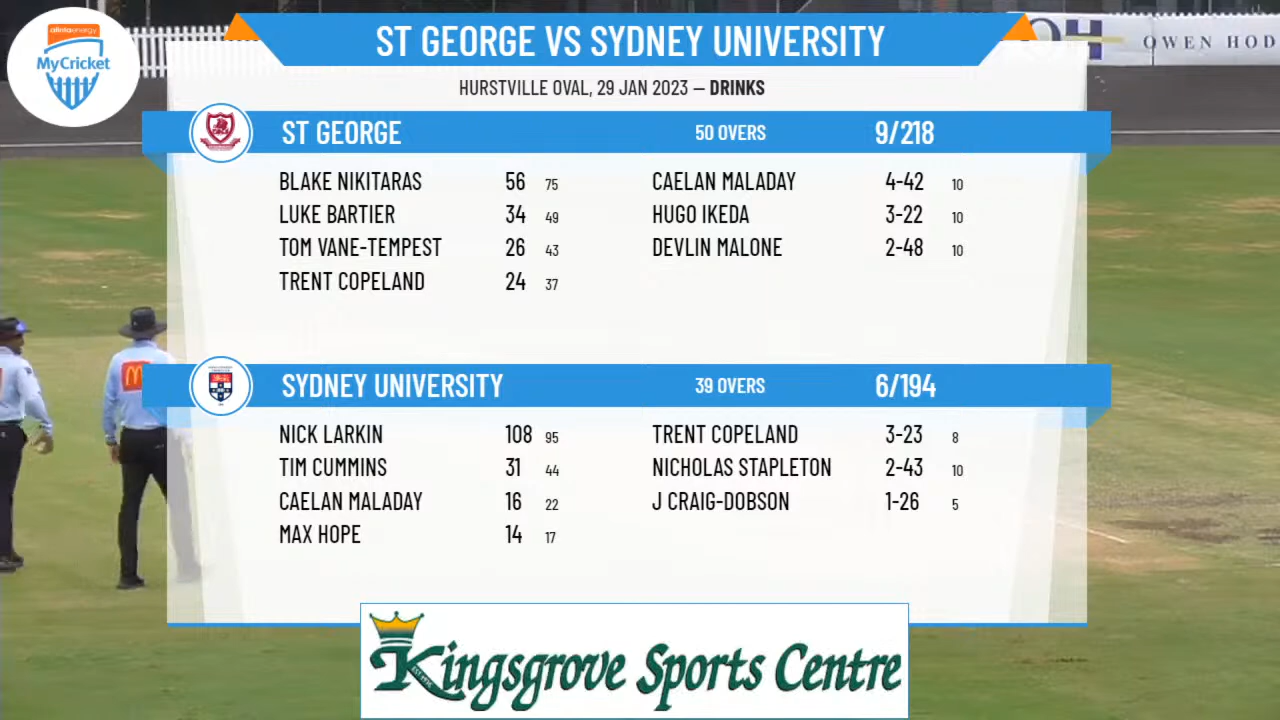 alintaenergy
MyCricket
ST GEORGE VS SYDNEY UNIVERSITY
OWEN HOD
HURSTVILLE OVAL, 29 JAN 2023 – DRINKS
ST GEORGE 50 OVERS 9/218
BLAKE NIKITARAS 56 75 CAELAN MALADAY 4-42 10
LUKE BARTIER 34 49 HUGO IKEDA 3-22 10
TOM VANE-TEMPEST 26 43 DEVLIN MALONE 2-48 10
TRENT COPELAND 24 37
SYDNEY UNIVERSITY 39 OVERS 6/194
NICK LARKIN 108 95 TRENT COPELAND 3-23 8
TIM CUMMINS 31 44 NICHOLAS STAPLETON 2-43 10
CAELAN MALADAY 16 22 J CRAIG-DOBSON 1-26 5
MAX HOPE 14 17
Kingsgrove Sports Centre